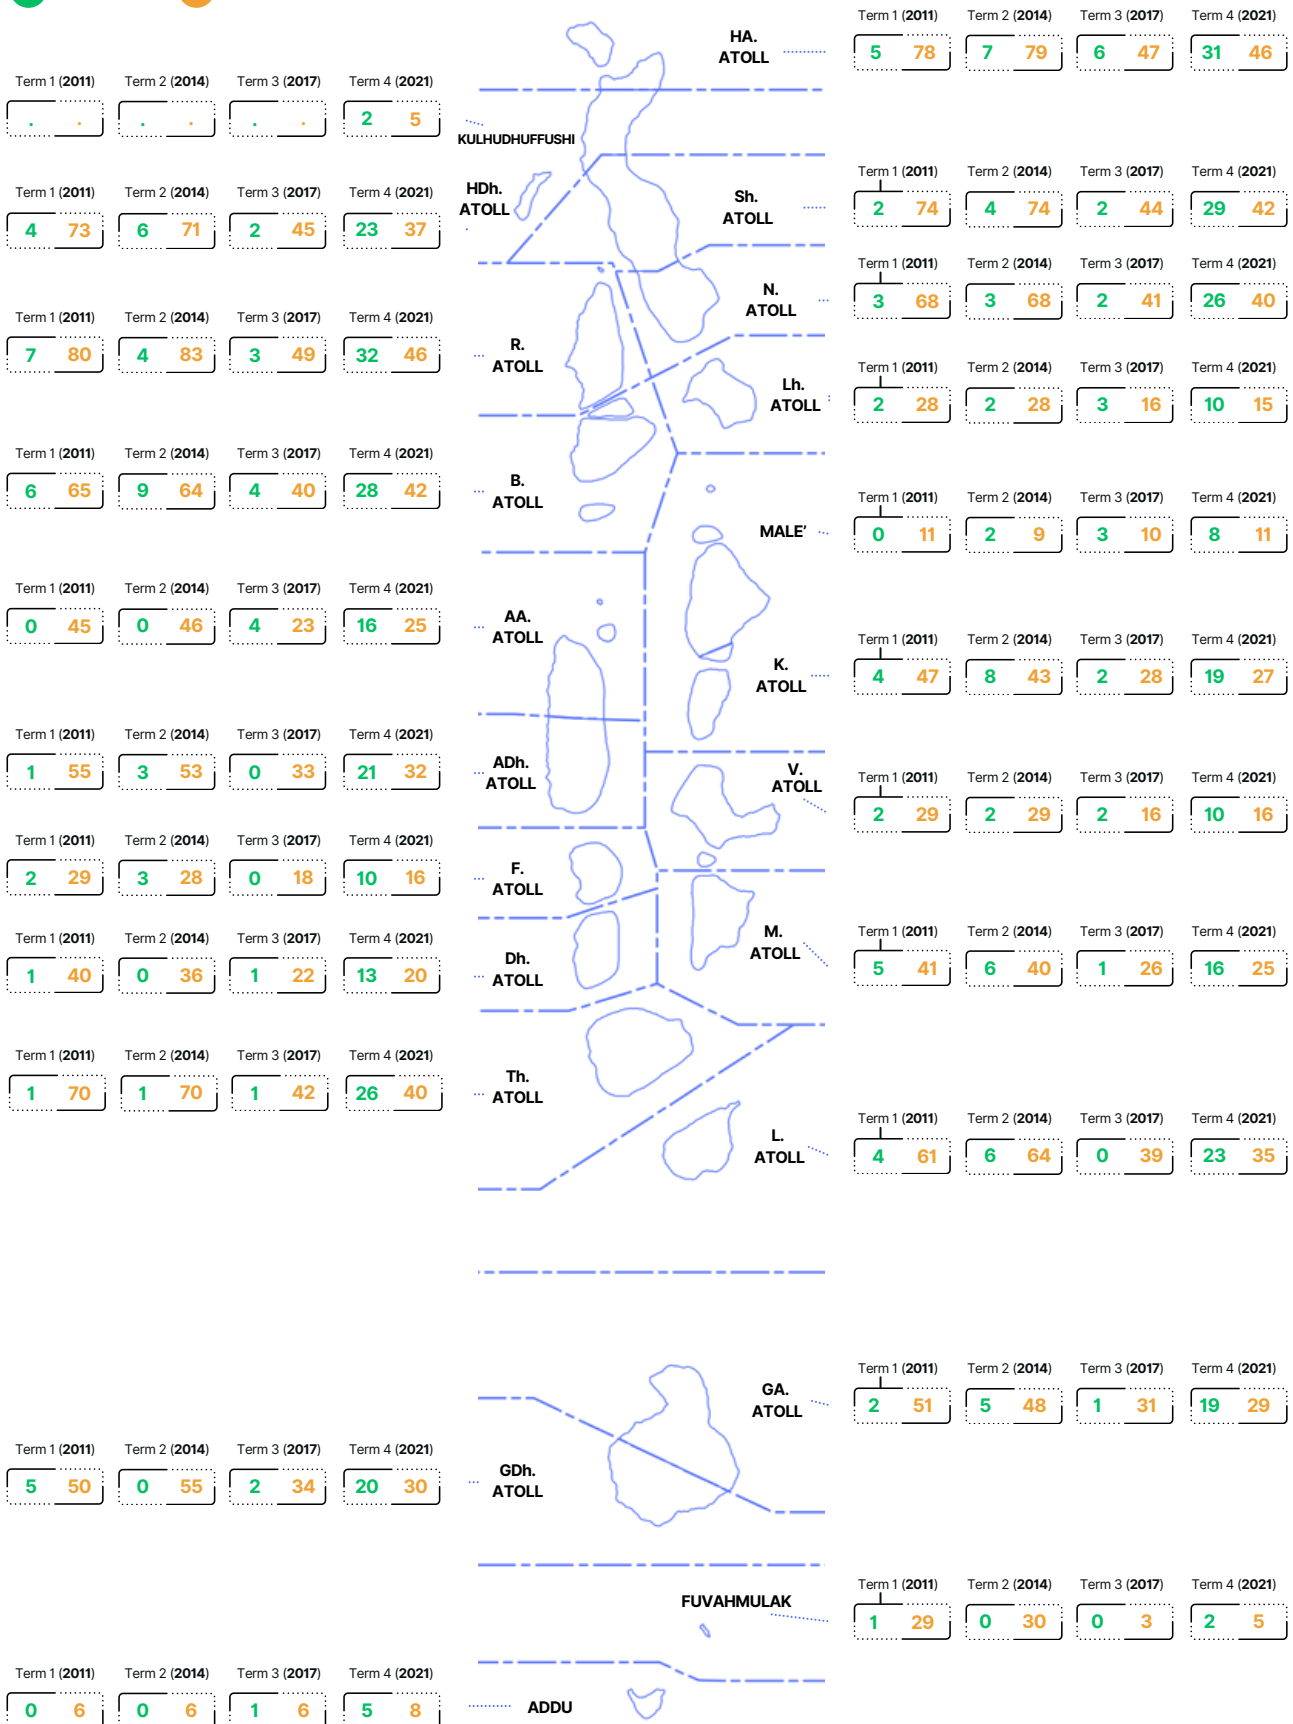 Term 1 (2011) Term 2 (2014) Term 3 (2017) Term 4 (2021)
HA.
ATOLL
5 78 7 79 6 47 31 46
Term 1 (2011) Term 2 (2014) Term 3 (2017) Term 4 (2021)
. . . . . . 2 5
KULHUDHUFFUSHI
Term 1 (2011) Term 2 (2014) Term 3 (2017) Term 4 (2021)
4 73 6 71 2 45 23 37
HDh.
ATOLL
Sh.
ATOLL
Term 1 (2011) Term 2 (2014) Term 3 (2017) Term 4 (2021)
2 74 4 74 2 44 29 42
N.
ATOLL
Term 1 (2011) Term 2 (2014) Term 3 (2017) Term 4 (2021)
3 68 3 68 2 41 26 40
Term 1 (2011) Term 2 (2014) Term 3 (2017) Term 4 (2021)
7 80 4 83 3 49 32 46
R.
ATOLL
Lh.
ATOLL
Term 1 (2011) Term 2 (2014) Term 3 (2017) Term 4 (2021)
2 28 2 28 3 16 10 15
Term 1 (2011) Term 2 (2014) Term 3 (2017) Term 4 (2021)
6 65 9 64 4 40 28 42
B.
ATOLL
MALE’
Term 1 (2011) Term 2 (2014) Term 3 (2017) Term 4 (2021)
0 11 2 9 3 10 8 11
Term 1 (2011) Term 2 (2014) Term 3 (2017) Term 4 (2021)
0 45 0 46 4 23 16 25
AA.
ATOLL
K.
ATOLL
Term 1 (2011) Term 2 (2014) Term 3 (2017) Term 4 (2021)
4 47 8 43 2 28 19 27
Term 1 (2011) Term 2 (2014) Term 3 (2017) Term 4 (2021)
1 55 3 53 0 33 21 32
ADh.
ATOLL
V.
ATOLL
Term 1 (2011) Term 2 (2014) Term 3 (2017) Term 4 (2021)
2 29 2 29 2 16 10 16
Term 1 (2011) Term 2 (2014) Term 3 (2017) Term 4 (2021)
2 29 3 28 0 18 10 16
F.
ATOLL
Term 1 (2011) Term 2 (2014) Term 3 (2017) Term 4 (2021)
1 40 0 36 1 22 13 20
Dh.
ATOLL
M.
ATOLL
Term 1 (2011) Term 2 (2014) Term 3 (2017) Term 4 (2021)
5 41 6 40 1 26 16 25
Term 1 (2011) Term 2 (2014) Term 3 (2017) Term 4 (2021)
1 70 1 70 1 42 26 40
Th.
ATOLL
L.
ATOLL
Term 1 (2011) Term 2 (2014) Term 3 (2017) Term 4 (2021)
4 61 6 64 0 39 23 35
GA.
ATOLL
Term 1 (2011) Term 2 (2014) Term 3 (2017) Term 4 (2021)
2 51 5 48 1 31 19 29
Term 1 (2011) Term 2 (2014) Term 3 (2017) Term 4 (2021)
5 50 0 55 2 34 20 30
GDh.
ATOLL
FUVAHMULAK
Term 1 (2011) Term 2 (2014) Term 3 (2017) Term 4 (2021)
1 29 0 30 0 3 2 5
Term 1 (2011) Term 2 (2014) Term 3 (2017) Term 4 (2021)
0 6 0 6 1 6 5 8
ADDU